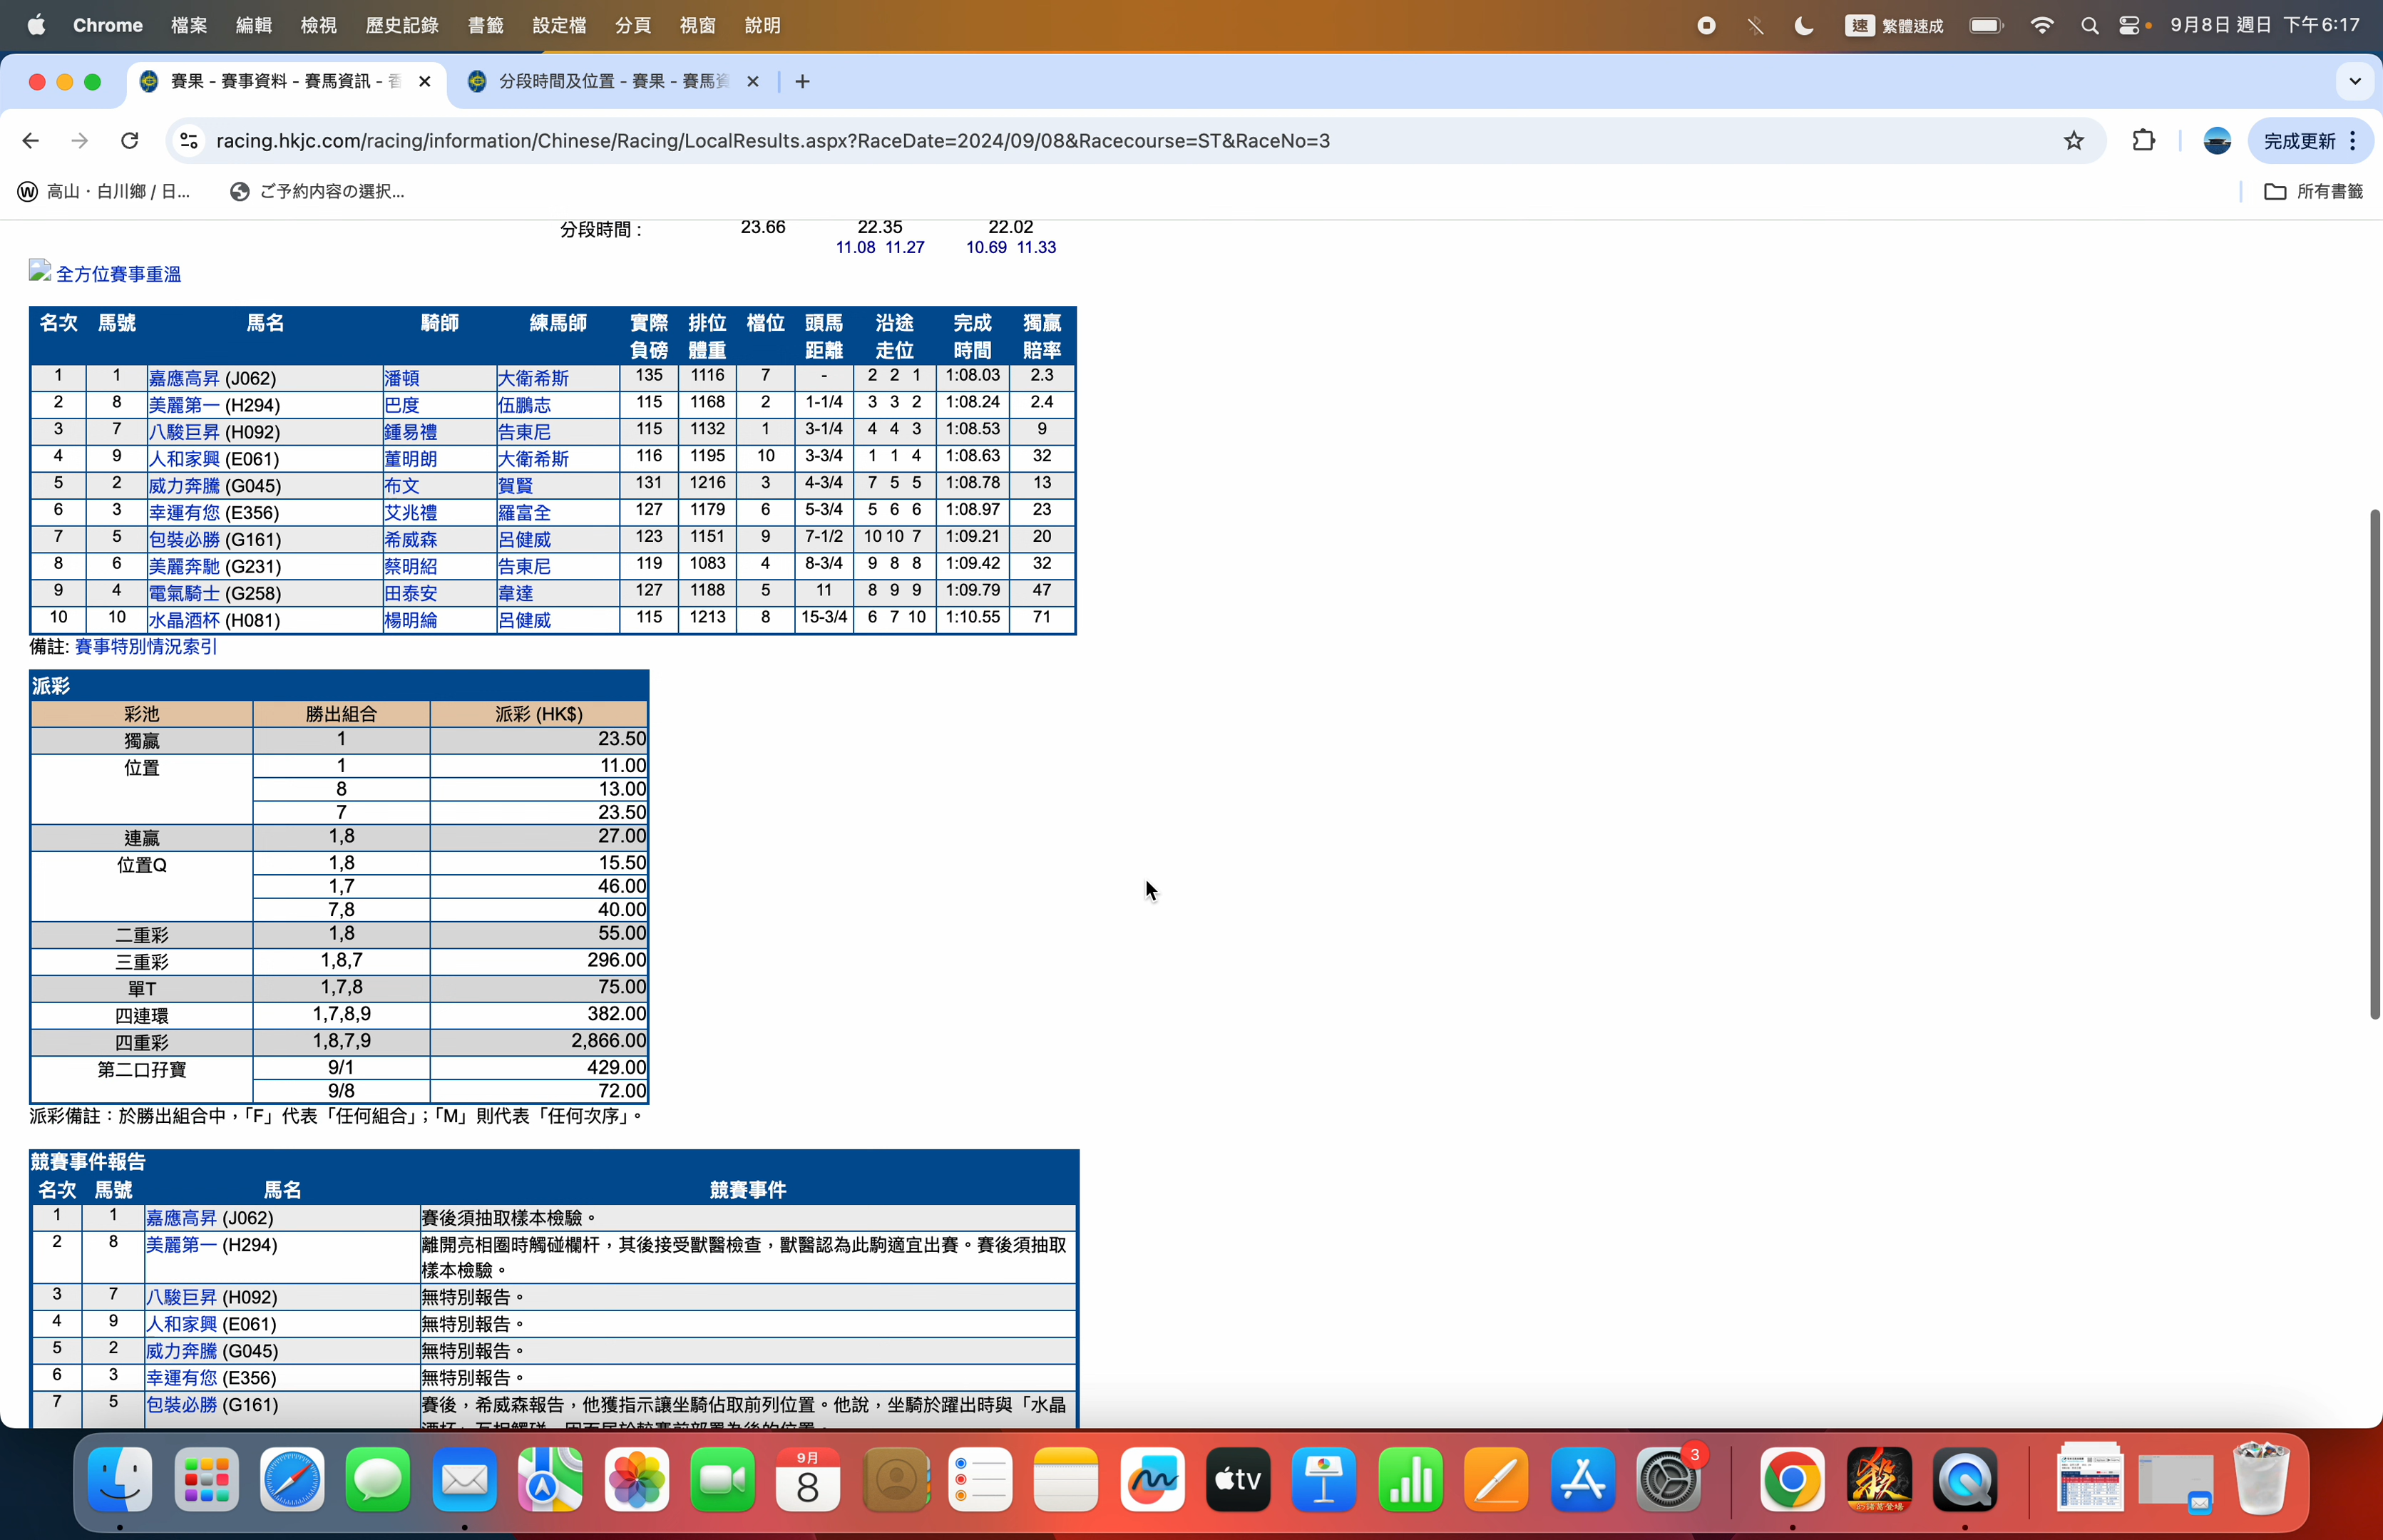 Chrome 檔案 編輯 檢視 歷史記錄 書籤 設定檔 分頁 視窗 說明 速 繁體速成 9月8日 週日 下午6:17
賽果 - 賽事資料 - 賽馬資訊 - 香 分段時間及位置 - 賽果 - 賽馬資
racing.hkjc.com/racing/information/Chinese/Racing/LocalResults.aspx?RaceDate=2024/09/08&Racecourse=ST&RaceNo=3 完成更新
高山・白川鄉 / 日... ご予約内容の選択... 所有書籤
分段時間 : 23.66 22.35 22.02
11.08 11.27 10.69 11.33
全方位賽事重溫
名次 馬號 馬名 騎師 練馬師 實際負磅 排位體重 檔位 頭馬距離 沿途走位 完成時間 獨贏賠率
1 1 嘉應高昇 (J062) 潘頓 大衛希斯 135 1116 7 - 2 2 1 1:08.03 2.3
2 8 美麗第一 (H294) 巴度 伍鵬志 115 1168 2 1-1/4 3 3 2 1:08.24 2.4
3 7 八駿巨昇 (H092) 鍾易禮 告東尼 115 1132 1 3-1/4 4 4 3 1:08.53 9
4 9 人和家興 (E061) 董明朗 大衛希斯 116 1195 10 3-3/4 1 1 4 1:08.63 32
5 2 威力奔騰 (G045) 布文 賀賢 131 1216 3 4-3/4 7 5 5 1:08.78 13
6 3 幸運有您 (E356) 艾兆禮 羅富全 127 1179 6 5-3/4 5 6 6 1:08.97 23
7 5 包裝必勝 (G161) 希威森 呂健威 123 1151 9 7-1/2 10 10 7 1:09.21 20
8 6 美麗奔馳 (G231) 蔡明紹 告東尼 119 1083 4 8-3/4 9 8 8 1:09.42 32
9 4 電氣騎士 (G258) 田泰安 韋達 127 1188 5 11 8 9 9 1:09.79 47
10 10 水晶酒杯 (H081) 楊明綸 呂健威 115 1213 8 15-3/4 6 7 10 1:10.55 71
備註: 賽事特別情況索引
派彩
彩池 勝出組合 派彩 (HK$)
獨贏 1 23.50
位置 1 11.00
8 13.00
7 23.50
連贏 1,8 27.00
位置Q 1,8 15.50
1,7 46.00
7,8 40.00
二重彩 1,8 55.00
三重彩 1,8,7 296.00
單T 1,7,8 75.00
四連環 1,7,8,9 382.00
四重彩 1,8,7,9 2,866.00
第二口孖寶 9/1 429.00
9/8 72.00
派彩備註：於勝出組合中，「F」代表「任何組合」；「M」則代表「任何次序」。
競賽事件報告
名次 馬號 馬名 競賽事件
1 1 嘉應高昇 (J062) 賽後須抽取樣本檢驗。
2 8 美麗第一 (H294) 離開亮相圈時觸碰欄杆，其後接受獸醫檢查，獸醫認為此駒適宜出賽。賽後須抽取
樣本檢驗。
3 7 八駿巨昇 (H092) 無特別報告。
4 9 人和家興 (E061) 無特別報告。
5 2 威力奔騰 (G045) 無特別報告。
6 3 幸運有您 (E356) 無特別報告。
7 5 包裝必勝 (G161) 賽後，希威森報告，他獲指示讓坐騎佔取前列位置。他說，坐騎於躍出時與「水晶
9月
8
tv
殺
3